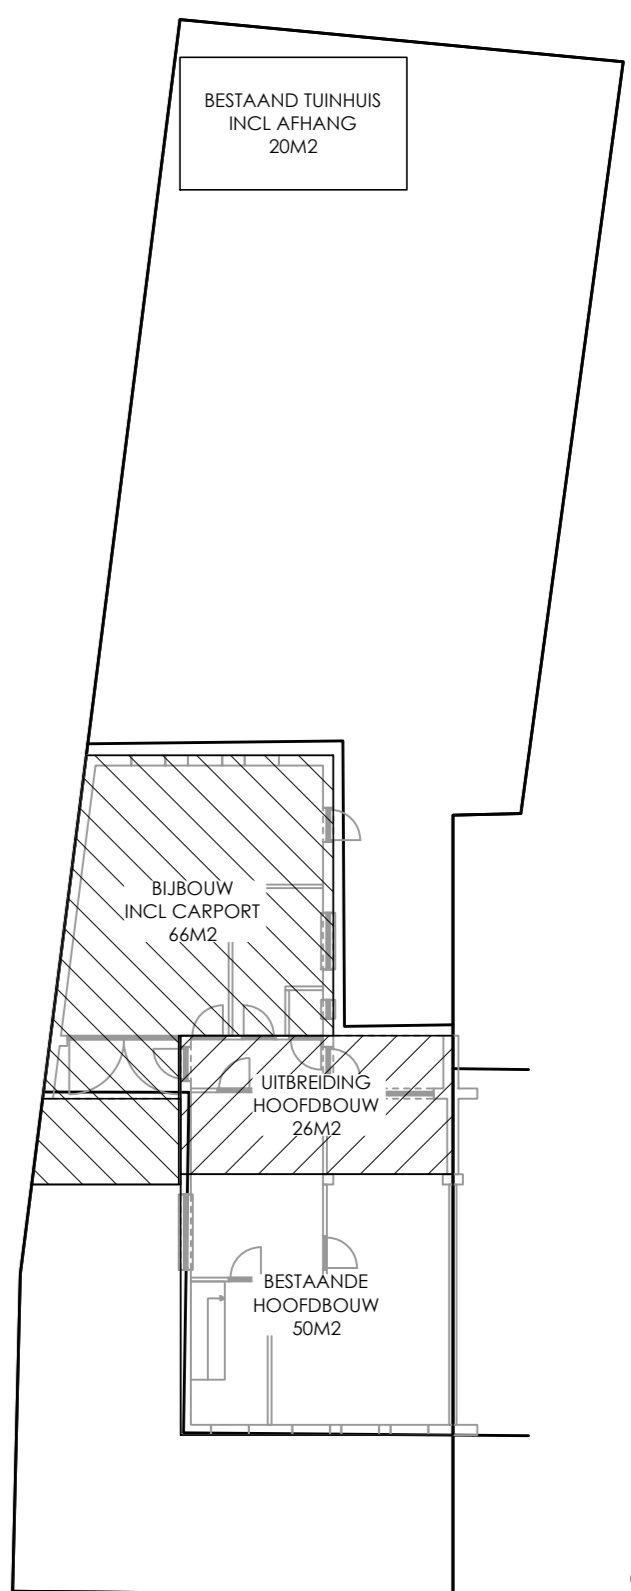 BESTAAND TUINHUIS
INCL AFHANG
20M2
BIJBOUW
INCL CARPORT
66M2
UITBREIDING
HOOFDBOUW
26M2
BESTAANDE
HOOFDBOUW
50M2